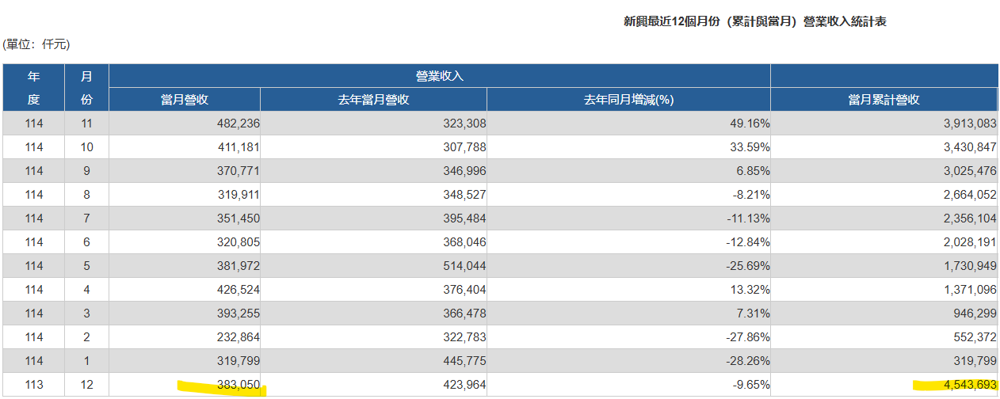 新興最近12個月份（累計與當月）營業收入統計表
(單位：仟元)
年度 月份 營業收入
當月營收 去年當月營收 去年同月增減(%) 當月累計營收
114 11 482,236 323,308 49.16% 3,913,083
114 10 411,181 307,788 33.59% 3,430,847
114 9 370,771 346,996 6.85% 3,025,476
114 8 319,911 348,527 -8.21% 2,664,052
114 7 351,450 395,484 -11.13% 2,356,104
114 6 320,805 368,046 -12.84% 2,028,191
114 5 381,972 514,044 -25.69% 1,730,949
114 4 426,524 376,404 13.32% 1,371,096
114 3 393,255 366,478 7.31% 946,299
114 2 232,864 322,783 -27.86% 552,372
114 1 319,799 445,775 -28.26% 319,799
113 12 383,050 423,964 -9.65% 4,543,693